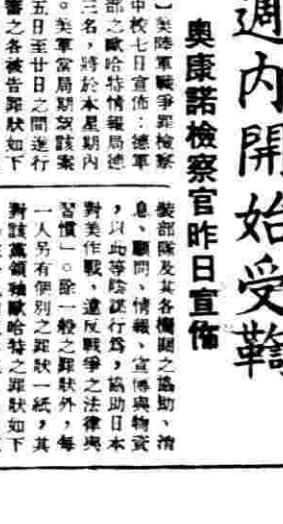 週內開始受鞫
奧康諾檢察官昨日宣佈
】美陸軍戰爭罪檢察
中校七日宣佈：德軍
部之歐哈特情報局德
三名，將於本星期內
。美軍當局期望該案
五日至廿日之間進行
審之各被告罪狀如下
裝部隊及其各機關之協助、消
息、顧問、情報、宣傳與物資
，以此等陰謀行爲，協助日本
對美作戰，違反戰爭之法律與
習慣」。除一般之罪狀外，每
一人另有個別之罪狀一紙，其
對該黨領袖歐哈特之罪狀如下